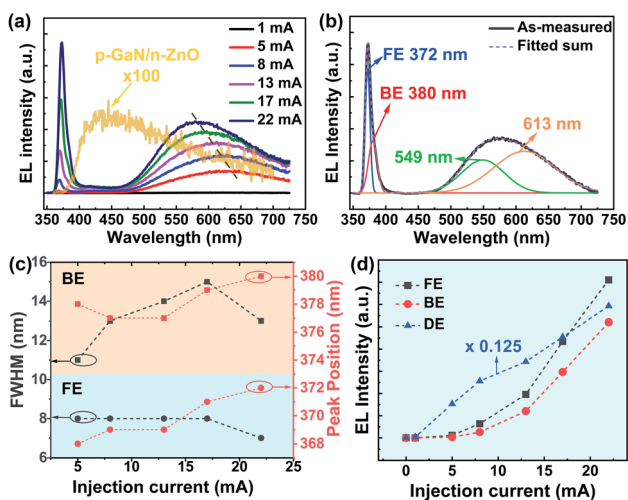 (a)
EL intensity (a.u.)
p-GaN/n-ZnO
x100
1 mA
5 mA
8 mA
13 mA
17 mA
22 mA
350 400 450 500 550 600 650 700 750
Wavelength (nm)
(b)
EL intensity (a.u.)
As-measured
Fitted sum
FE 372 nm
BE 380 nm
613 nm
549 nm
350 400 450 500 550 600 650 700 750
Wavelength (nm)
(c)
BE
FE
FWHM (nm)
16
14
12
10
8
6
380
378
376
374
372
370
368
Peak Position (nm)
5 10 15 20 25
Injection current (mA)
(d)
EL Intensity (a.u.)
FE
BE
DE
x 0.125
0 5 10 15 20
Injection current (mA)